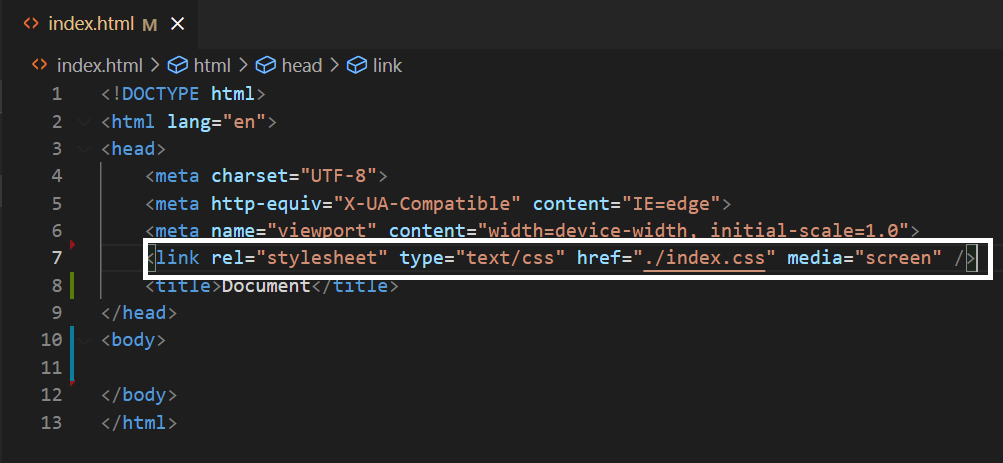 index.html M
index.html > html > head > link
1 <!DOCTYPE html>
2 <html lang="en">
3 <head>
4 <meta charset="UTF-8">
5 <meta http-equiv="X-UA-Compatible" content="IE=edge">
6 <meta name="viewport" content="width=device-width, initial-scale=1.0">
7 <link rel="stylesheet" type="text/css" href="./index.css" media="screen" />
8 <title>Document</title>
9 </head>
10 <body>
11
12 </body>
13 </html>